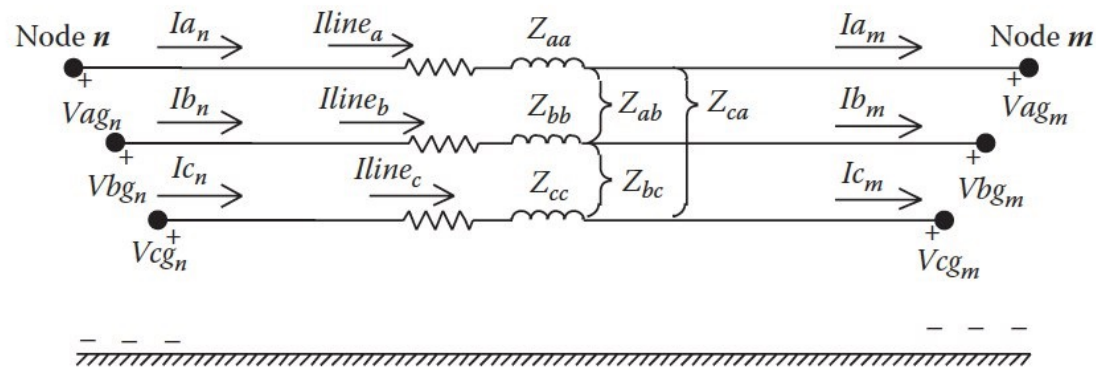 Node n Ia_n Iline_a Z_aa Ia_m Node m
+ +
Vag_n Ib_n Iline_b Z_bb Z_ab Z_ca Ib_m Vag_m
+ +
Vbg_n Ic_n Iline_c Z_cc Z_bc Ic_m Vbg_m
+ +
Vcg_n Vcg_m
– – – – – –